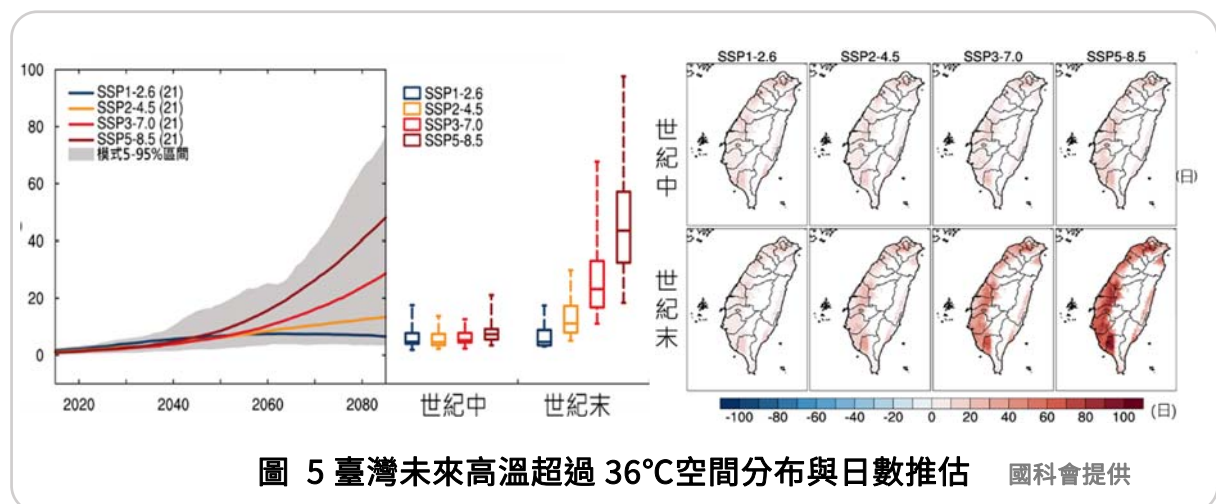 100
80
60
40
20
0
2020 2040 2060 2080
SSP1-2.6 (21)
SSP2-4.5 (21)
SSP3-7.0 (21)
SSP5-8.5 (21)
模式5-95%區間
SSP1-2.6
SSP2-4.5
SSP3-7.0
SSP5-8.5
世紀中 世紀末
SSP1-2.6 SSP2-4.5 SSP3-7.0 SSP5-8.5
世紀中
(日)
世紀末
-100 -80 -60 -40 -20 0 20 40 60 80 100 (日)
圖 5 臺灣未來高溫超過 36℃空間分布與日數推估 國科會提供